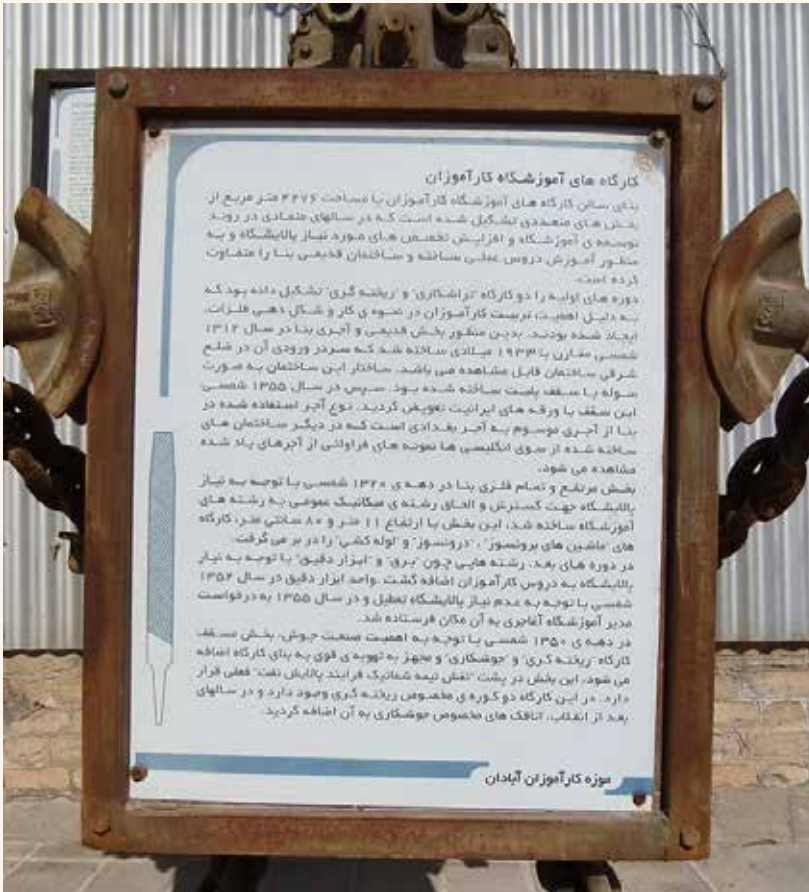 کارگاه های آموزشگاه کارآموزان
بنای سالن کارگاه های آموزشگاه کارآموزان با مساحت ۴۲۷۶ متر مربع از
بخش های متعددی تشکیل شده است که در سالهای متمادی در روند
توسعه ی آموزشگاه و افزایش تخصص های مورد نیاز پالایشگاه و به
منظور آموزش دروس عملی ساخته و ساختمان قدیمی بنا را متفاوت
کرده است.
دوره های اولیه را دو کارگاه "تراشکاری" و "ریخته گری" تشکیل داده بود که
به دلیل اهمیت تربیت کارآموزان در نحوه ی کار و شکل دهی فلزات،
ایجاد شده بودند. بدین منظور بخش قدیمی و آجری بنا در سال ۱۳۱۲
شمسی مقارن با ۱۹۳۳ میلادی ساخته شد که سردر ورودی آن در ضلع
شرقی ساختمان قابل مشاهده می باشد. ساختار این ساختمان به صورت
سوله با سقف پلیت ساخته شده بود. سپس در سال ۱۳۵۵ شمسی
این سقف با ورقه های ایرانیت تعویض گردید. نوع آجر استفاده شده در
بنا از آجری موسوم به آجر بغدادی است که در دیگر ساختمان های
ساخته شده از سوی انگلیسی ها نمونه های فراوانی از آجرهای یاد شده
مشاهده می شود.
بخش مرتفع و تمام فلزی بنا در دهه ی ۱۳۲۰ شمسی با توجه به نیاز
پالایشگاه جهت گسترش و الحاق رشته ی میکانیک عمومی به رشته های
آموزشگاه ساخته شد، این بخش با ارتفاع ۱۱ متر و ۸۰ سانتی متر، کارگاه
های "ماشین های برونسوز"، "درونسوز" و "لوله کشی" را در بر می گرفت.
در دوره های بعد، رشته هایی چون "برق" و "ابزار دقیق" با توجه به نیاز
پالایشگاه به دروس کارآموزان اضافه گشت .واحد ابزار دقیق در سال ۱۳۵۲
شمسی با توجه به عدم نیاز پالایشگاه تعطیل و در سال ۱۳۵۵ به درخواست
مدیر آموزشگاه آغاجری به آن مکان فرستاده شد.
در دهه ی ۱۳۵۰ شمسی با توجه به اهمیت صنعت جوش، بخش مسقف
کارگاه "ریخته گری" و "جوشکاری" و مجهز به تهویه ی قوی به بنای کارگاه اضافه
می شود، این بخش در پشت "نقش نیمه شماتیک فرایند پالایش نفت" فعلی قرار
دارد. در این کارگاه دو کوره ی مخصوص ریخته گری وجود دارد و در سالهای
بعد از انقلاب، اتاقک های مخصوص جوشکاری به آن اضافه گردید.
موزه کارآموزان آبادان